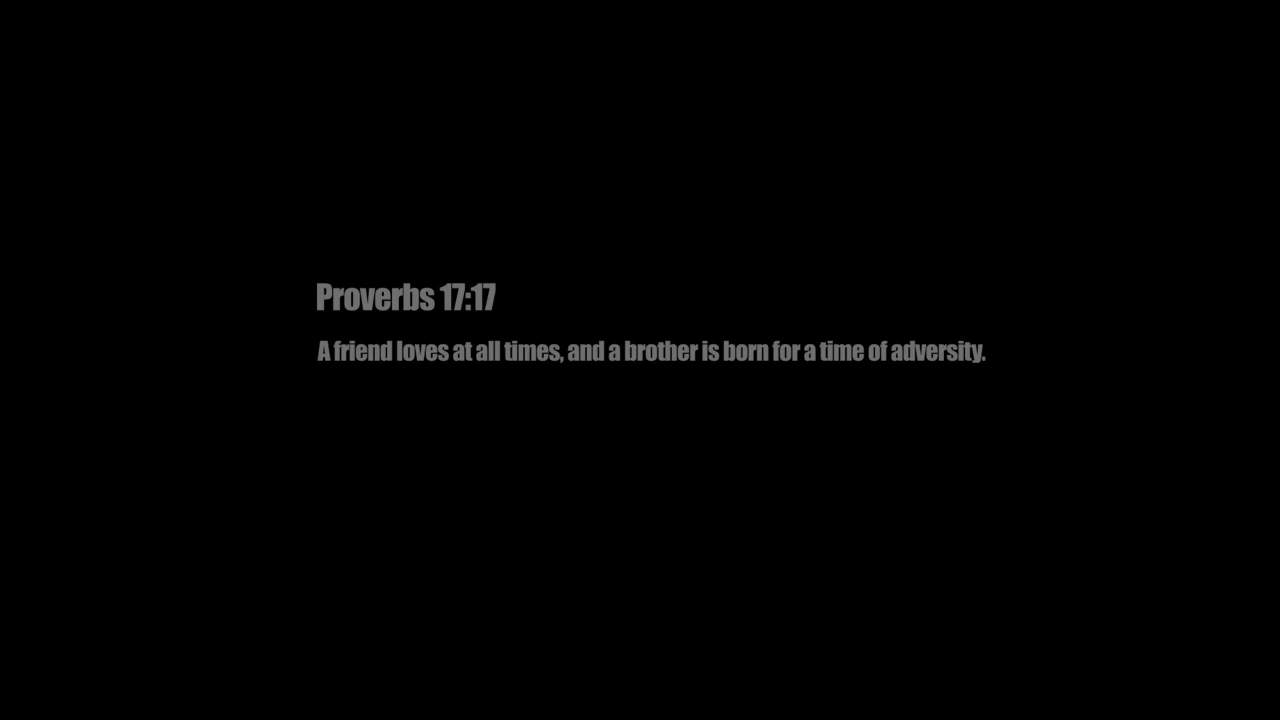 Proverbs 17:17
A friend loves at all times, and a brother is born for a time of adversity.